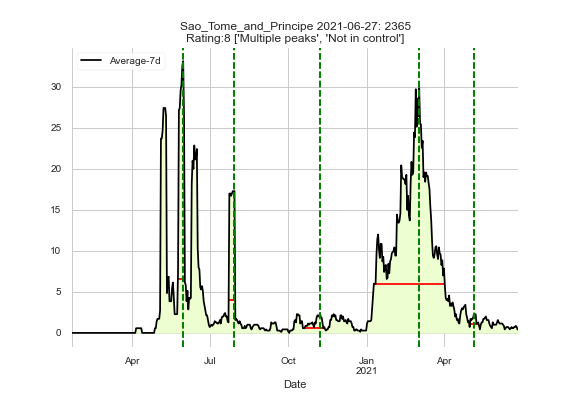 Sao_Tome_and_Principe 2021-06-27: 2365
Rating:8 ['Multiple peaks', 'Not in control']
Average-7d
30
25
20
15
10
5
0
Apr
Jul
Oct
Jan
2021
Apr
Date